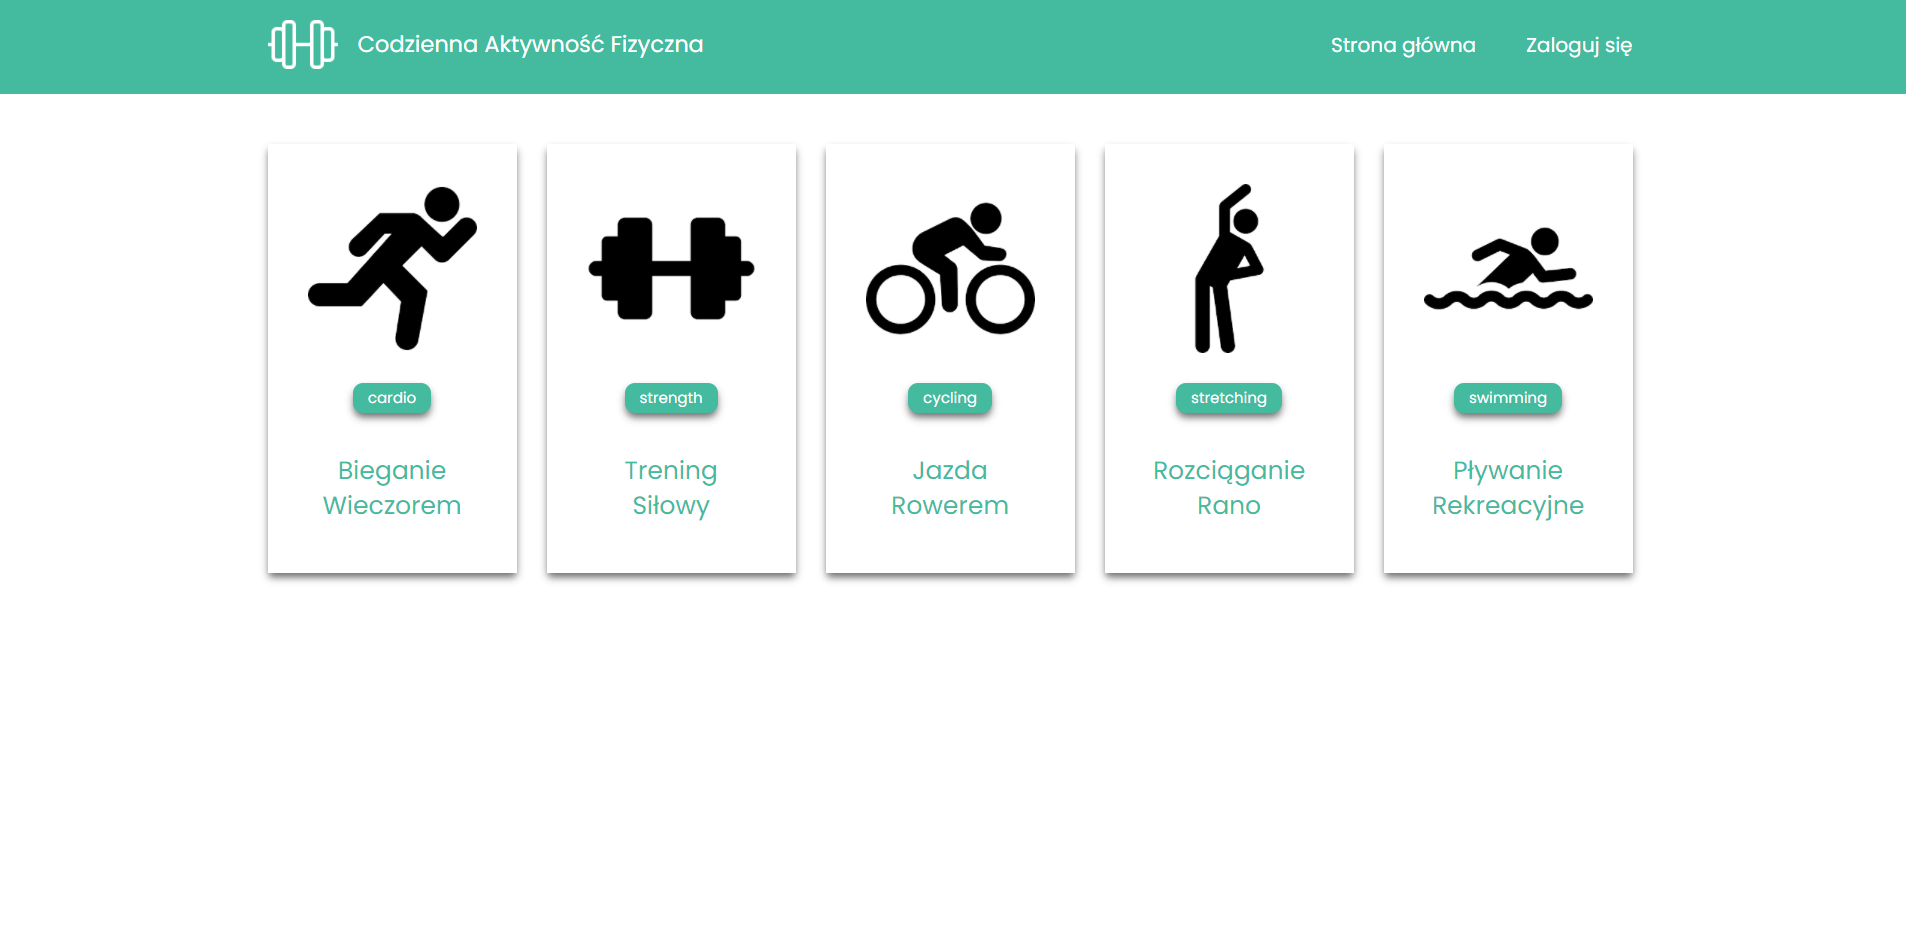 Codzienna Aktywność Fizyczna
Strona główna
Zaloguj się
cardio
Bieganie
Wieczorem
strength
Trening
Siłowy
cycling
Jazda
Rowerem
stretching
Rozciąganie
Rano
swimming
Pływanie
Rekreacyjne